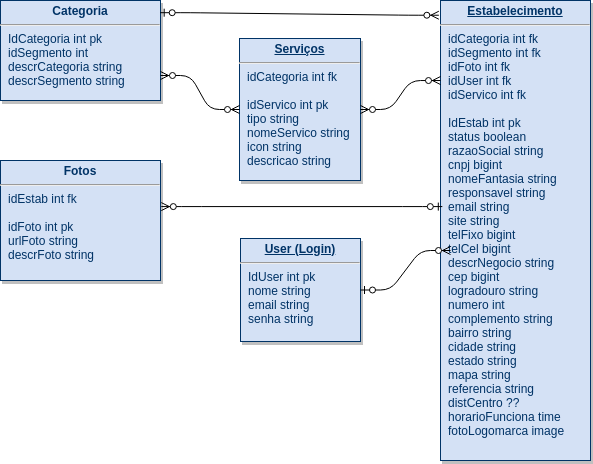 Categoria
IdCategoria int pk
idSegmento int
descrCategoria string
descrSegmento string
Serviços
idCategoria int fk
idServico int pk
tipo string
nomeServico string
icon string
descricao string
Fotos
idEstab int fk
idFoto int pk
urlFoto string
descrFoto string
User (Login)
IdUser int pk
nome string
email string
senha string
Estabelecimento
idCategoria int fk
idSegmento int fk
idFoto int fk
idUser int fk
idServico int fk
IdEstab int pk
status boolean
razaoSocial string
cnpj bigint
nomeFantasia string
responsavel string
email string
site string
telFixo bigint
telCel bigint
descrNegocio string
cep bigint
logradouro string
numero int
complemento string
bairro string
cidade string
estado string
mapa string
referencia string
distCentro ??
horarioFunciona time
fotoLogomarca image